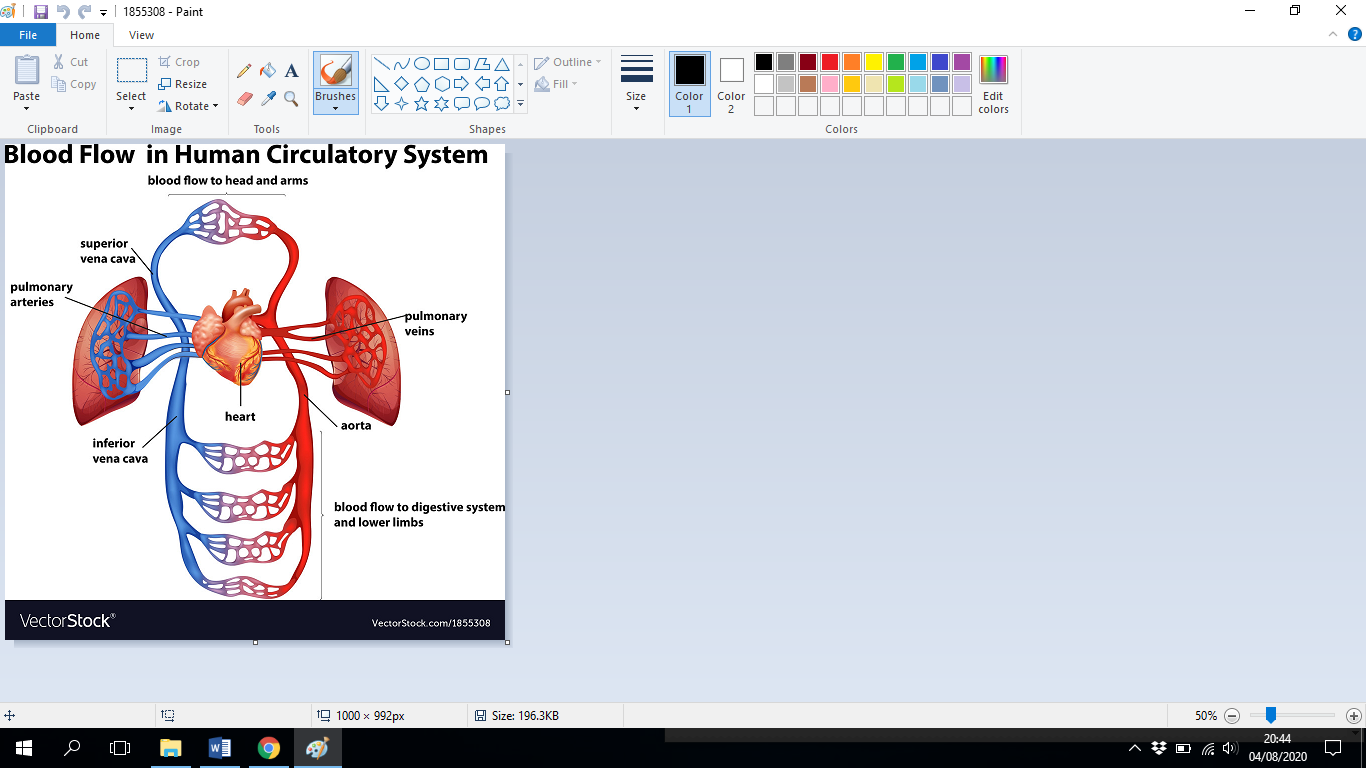 1855308 - Paint
File Home View
Paste
Cut
Copy
Clipboard
Select
Crop
Resize
Rotate
Image
A
Tools
Brushes
Outline
Fill
Shapes
Size
Color 1
Color 2
Edit colors
Colors
Blood Flow in Human Circulatory System
blood flow to head and arms
superior
vena cava
pulmonary
arteries
pulmonary
veins
heart
aorta
inferior
vena cava
blood flow to digestive system
and lower limbs
VectorStock®
VectorStock.com/1855308
1000 × 992px
Size: 196.3KB
50%
20:44
04/08/2020